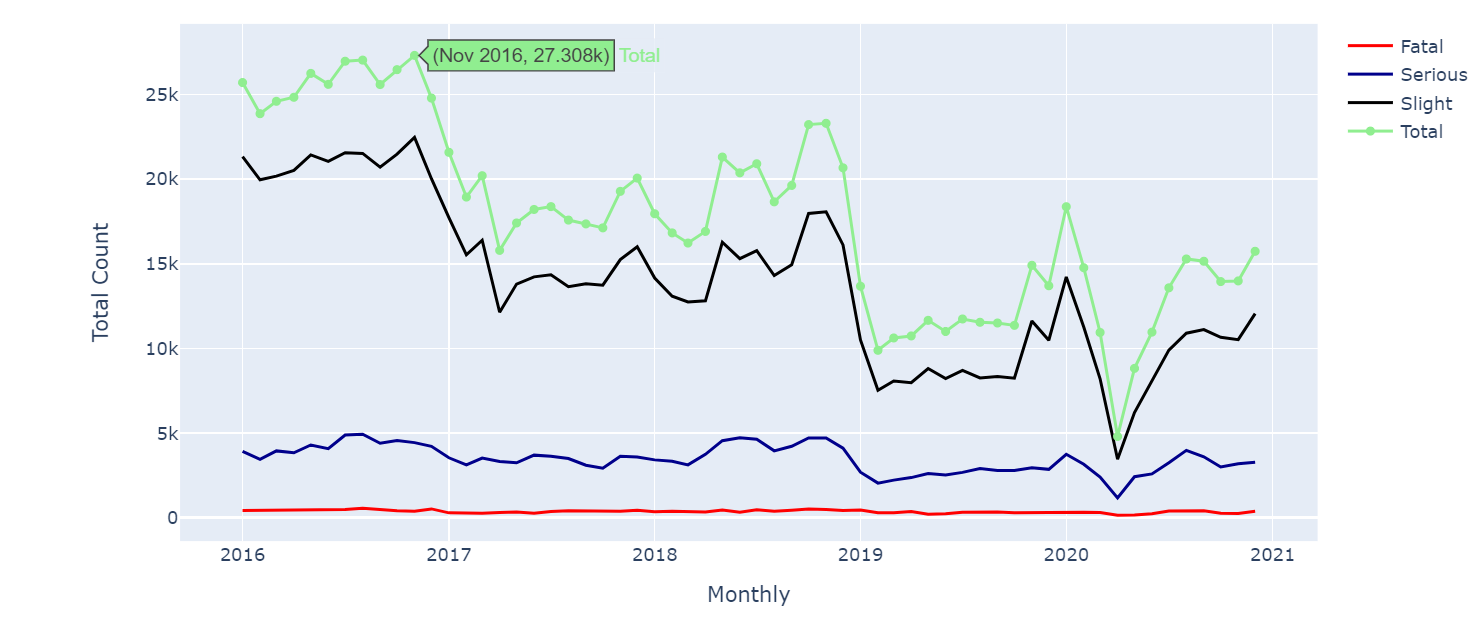 (Nov 2016, 27.308k) Total
Fatal
Serious
Slight
Total
25k
20k
15k
10k
5k
0
Total Count
2016 2017 2018 2019 2020 2021
Monthly